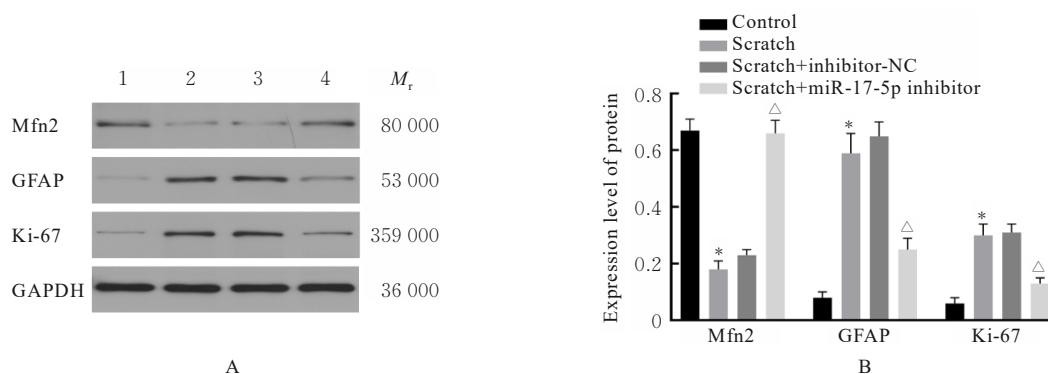 1 2 3 4 Mr
Mfn2 80 000
GFAP 53 000
Ki-67 359 000
GAPDH 36 000
A
Control
Scratch
Scratch+inhibitor-NC
Scratch+miR-17-5p inhibitor
Expression level of protein
0.8
0.6
0.4
0.2
0
* △ * △ * △
Mfn2 GFAP Ki-67
B